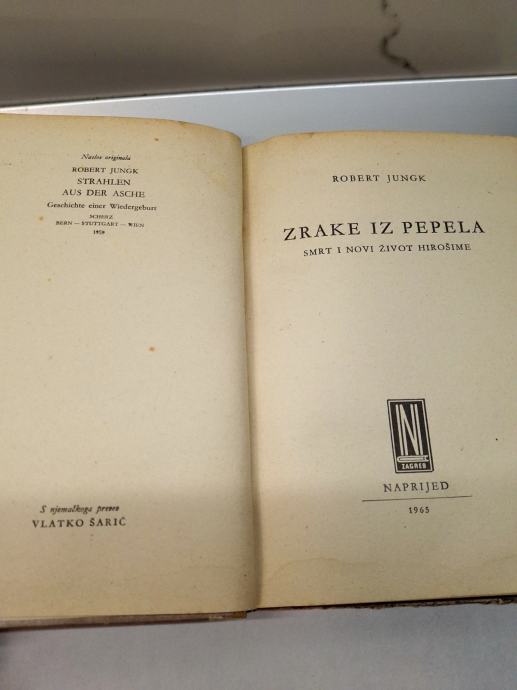 Naslov originala
ROBERT JUNGK
STRAHLEN
AUS DER ASCHE
Geschichte einer Wiedergeburt
SCHERZ
BERN — STUTTGART — WIEN
1959
S njemačkoga preveo
VLATKO ŠARIĆ
ROBERT JUNGK
ZRAKE IZ PEPELA
SMRT I NOVI ŽIVOT HIROŠIME
N
ZAGREB
NAPRIJED
1965